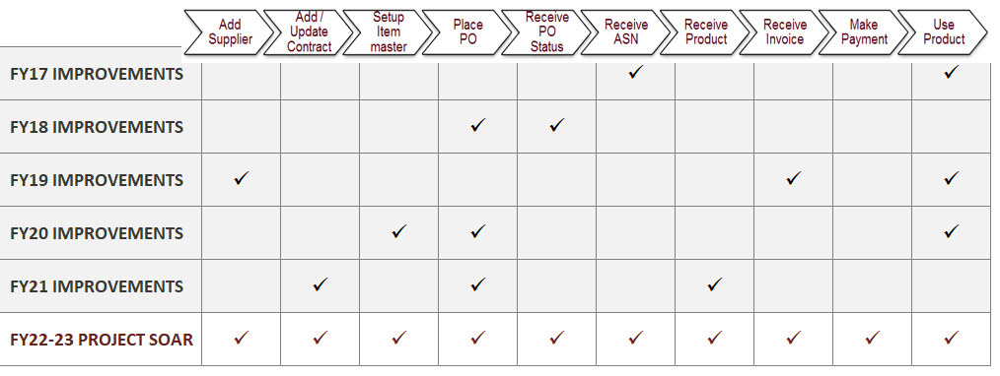 Add
Supplier
Add /
Update
Contract
Setup
Item
master
Place
PO
Receive
PO
Status
Receive
ASN
Receive
Product
Receive
Invoice
Make
Payment
Use
Product
FY17 IMPROVEMENTS ✓ ✓
FY18 IMPROVEMENTS ✓ ✓
FY19 IMPROVEMENTS ✓ ✓ ✓
FY20 IMPROVEMENTS ✓ ✓ ✓
FY21 IMPROVEMENTS ✓ ✓ ✓
FY22-23 PROJECT SOAR ✓ ✓ ✓ ✓ ✓ ✓ ✓ ✓ ✓ ✓